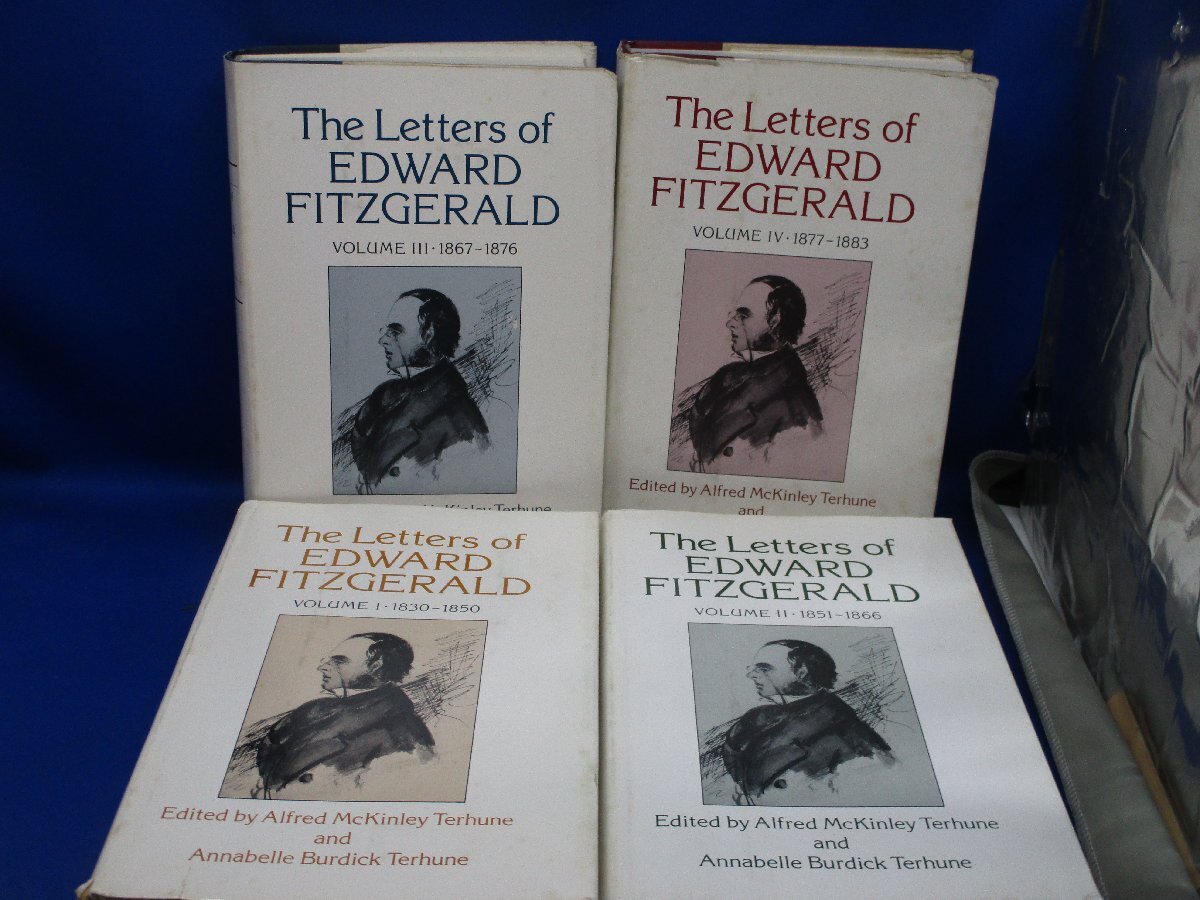 The Letters of
EDWARD
FITZGERALD
VOLUME III · 1867-1876
McKinley Terhune
The Letters of
EDWARD
FITZGERALD
VOLUME IV · 1877-1883
Edited by Alfred McKinley Terhune
and
The Letters of
EDWARD
FITZGERALD
VOLUME I · 1830-1850
Edited by Alfred McKinley Terhune
and
Annabelle Burdick Terhune
The Letters of
EDWARD
FITZGERALD
VOLUME II · 1851-1866
Edited by Alfred McKinley Terhune
and
Annabelle Burdick Terhune